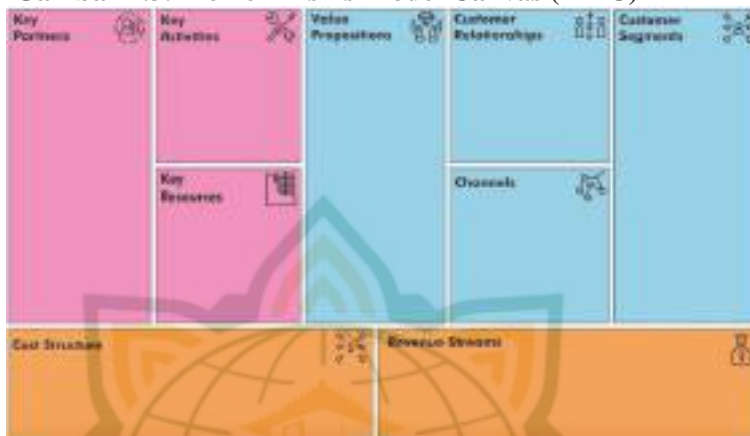 Key
Partners
Key
Activities
Value
Propositions
Customer
Relationships
Customer
Segments
Key
Resources
Channels
Cost Structure
Revenue Streams